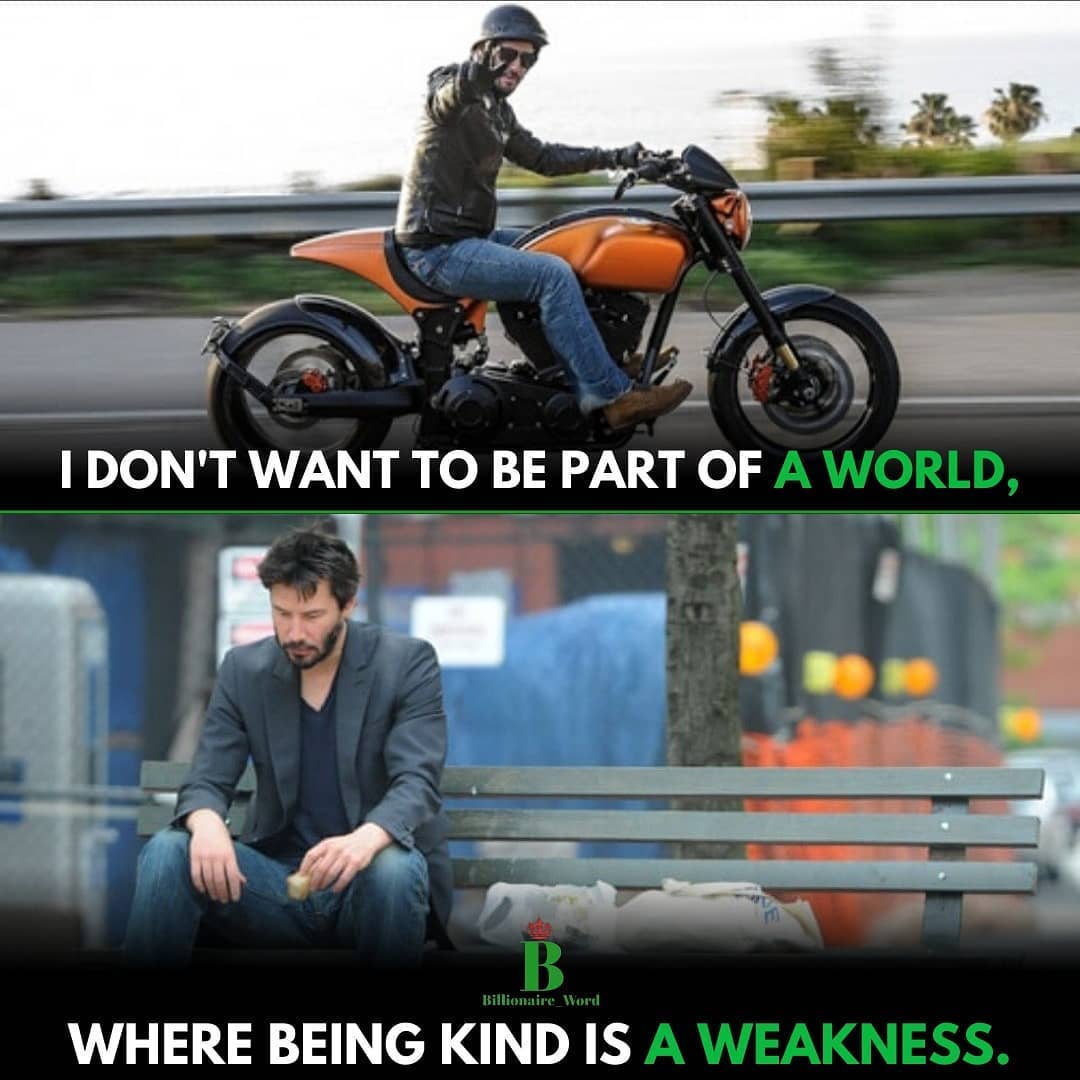 I DON'T WANT TO BE PART OF A WORLD,
B
Billionaire_Word
WHERE BEING KIND IS A WEAKNESS.